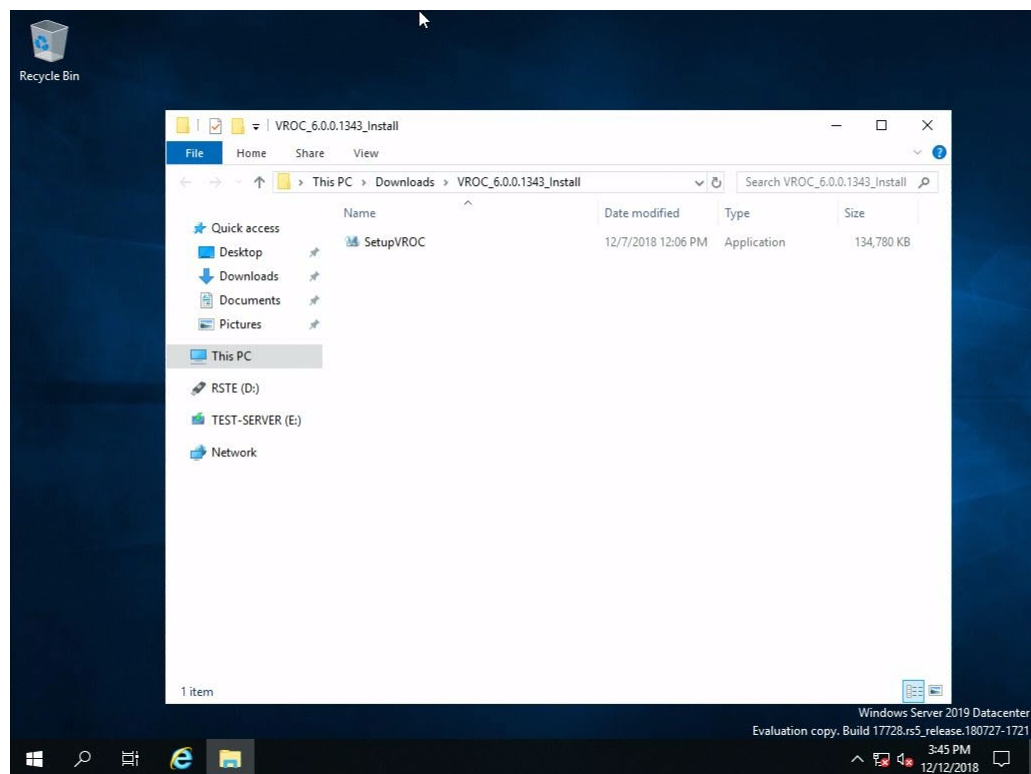 Recycle Bin
VROC_6.0.0.1343_Install
File Home Share View
This PC > Downloads > VROC_6.0.0.1343_Install
Search VROC_6.0.0.1343_Install
Name Date modified Type Size
SetupVROC 12/7/2018 12:06 PM Application 134,780 KB
Quick access
Desktop
Downloads
Documents
Pictures
This PC
RSTE (D:)
TEST-SERVER (E:)
Network
1 item
Windows Server 2019 Datacenter
Evaluation copy. Build 17728.rs5_release.180727-1721
3:45 PM
12/12/2018